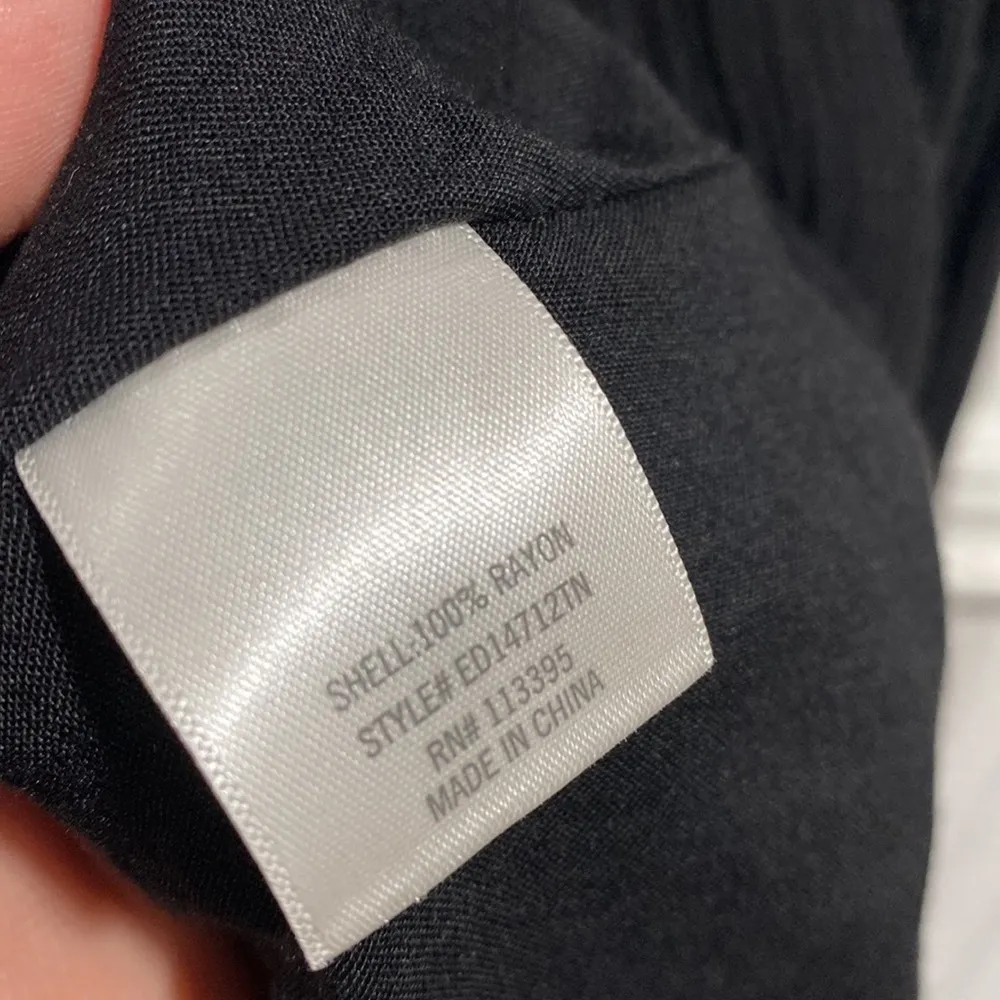 SHELL:100% RAYON
STYLE# ED14712TN
RN# 113395
MADE IN CHINA